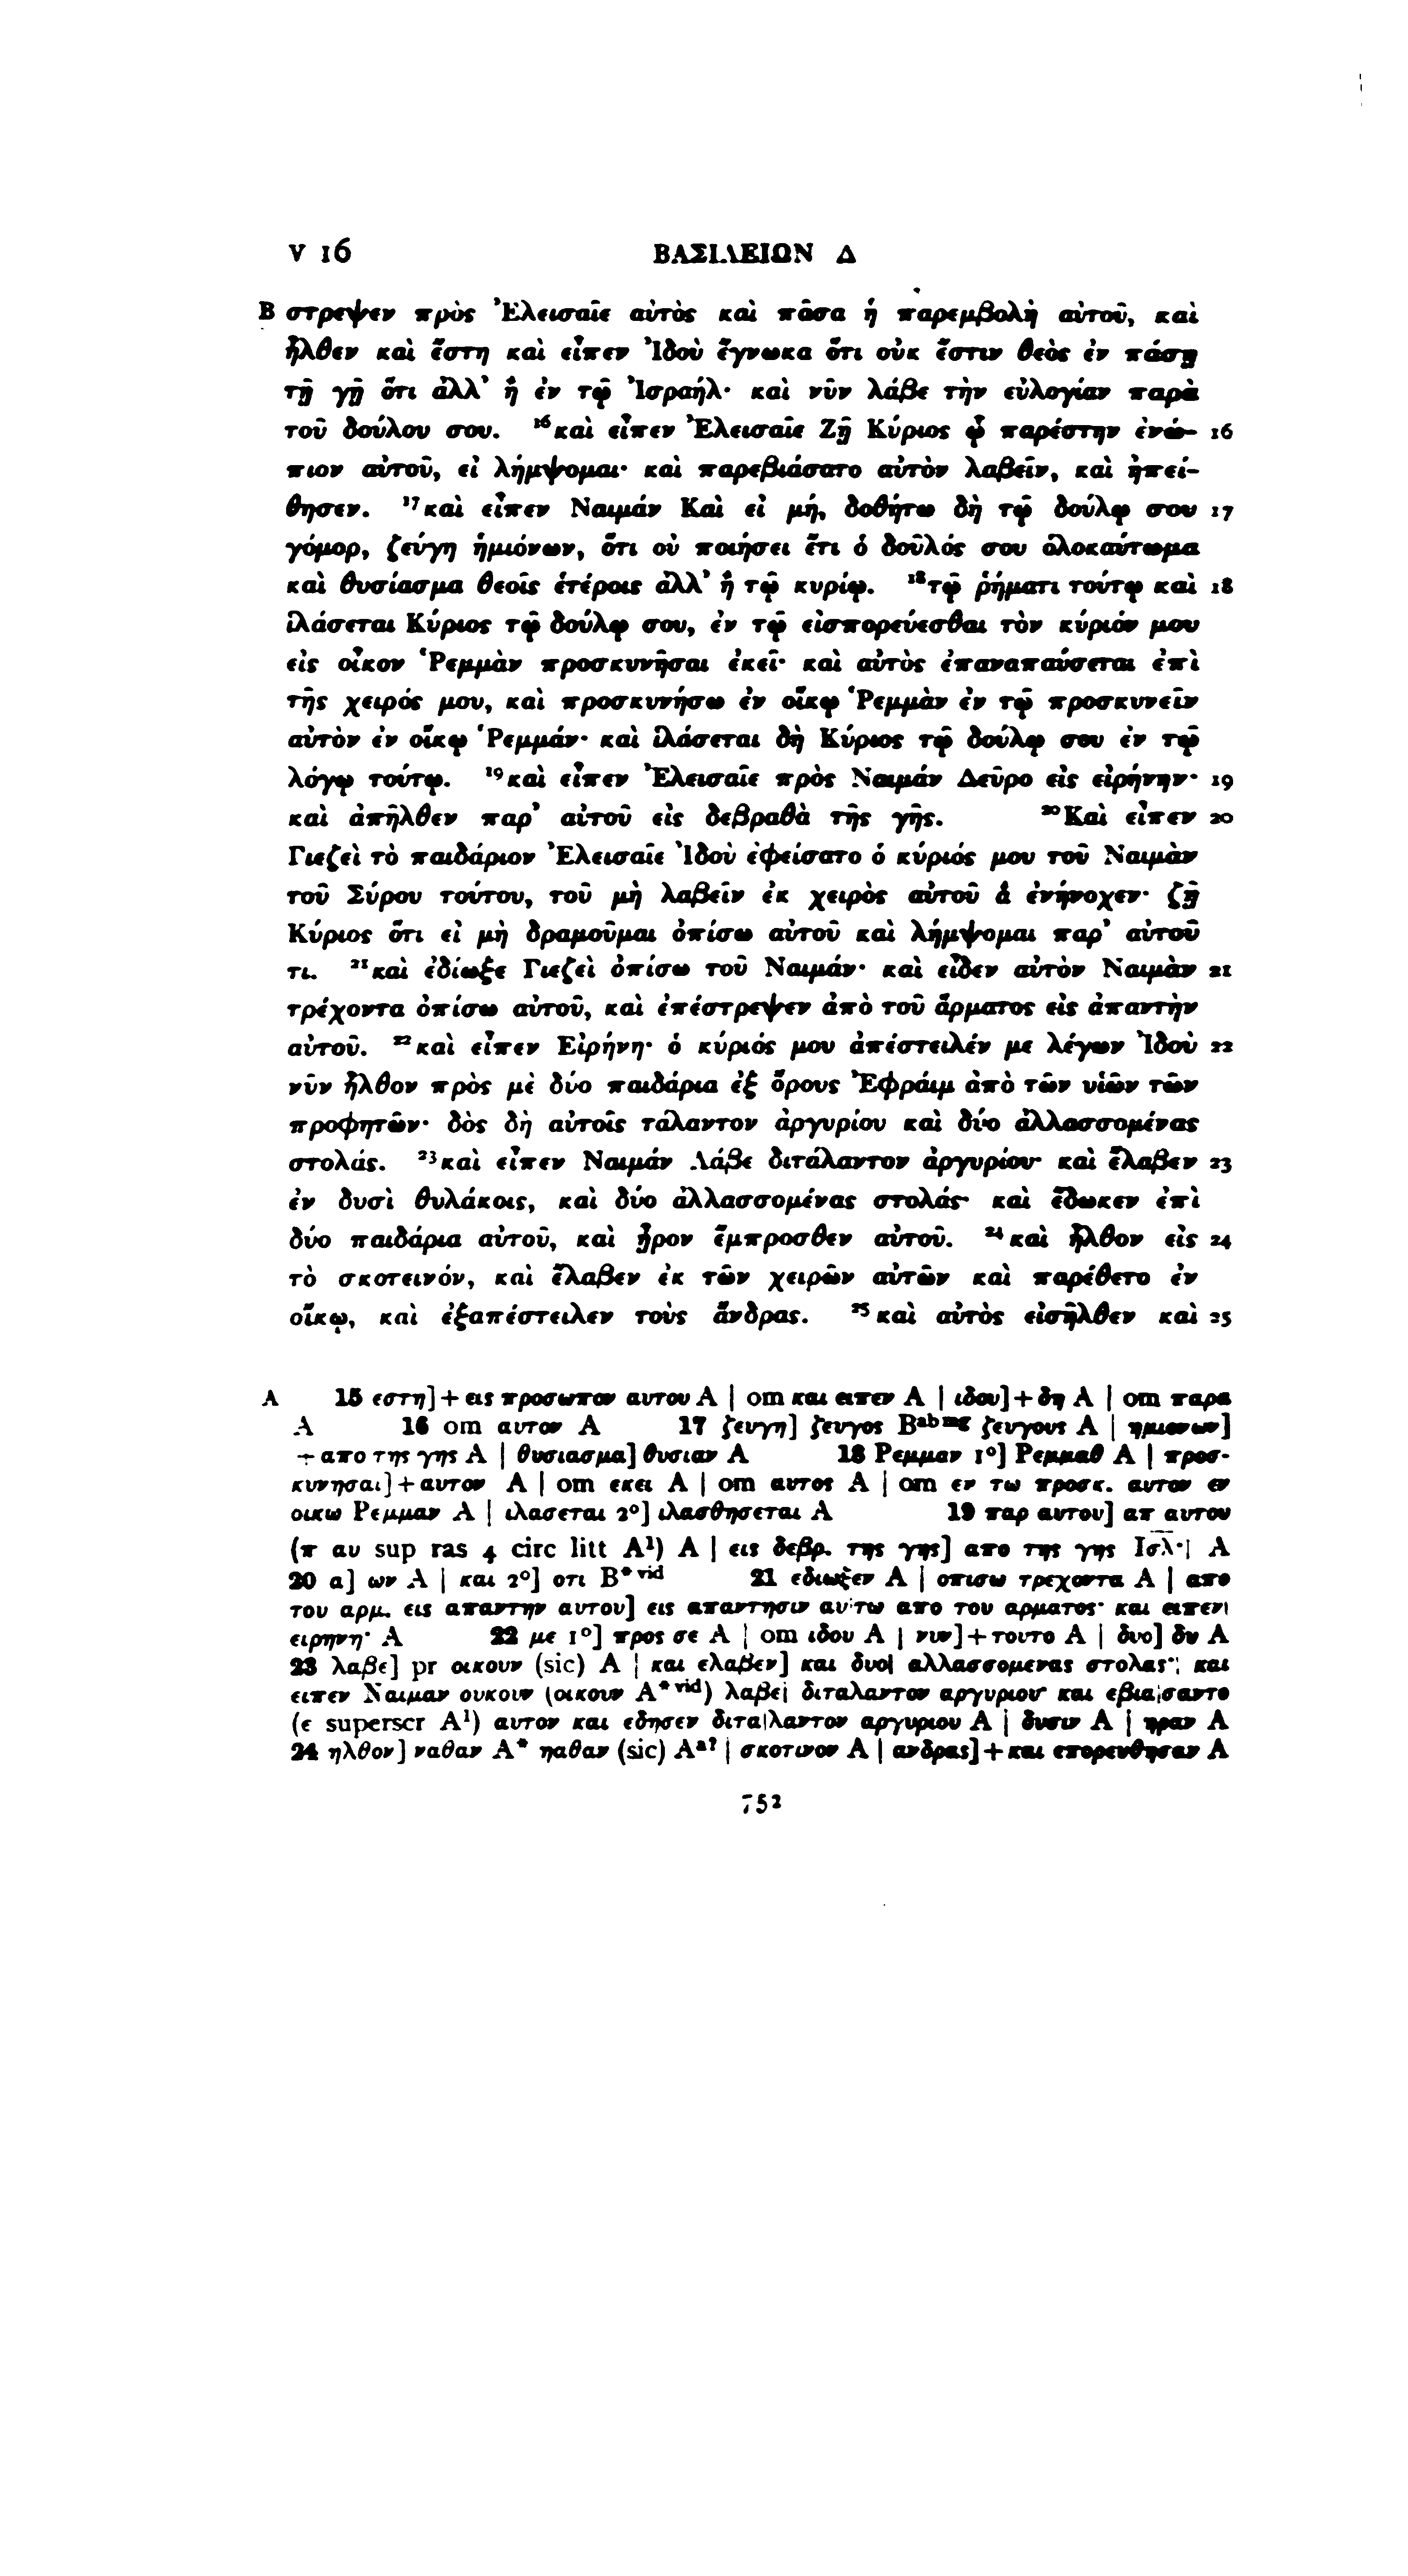 V 16 ΒΑΣΙΛΕΙΩΝ Δ
B στρεψεν πρὸς Ἐλεισαῖε αὐτὸς καὶ πᾶσα ἡ παρεμβολὴ αὐτοῦ, καὶ
ἦλθεν καὶ ἔστη καὶ εἶπεν Ἰδοὺ ἔγνωκα ὅτι οὐκ ἔστιν θεὸς ἐν πάσῃ
τῇ γῇ ὅτι ἀλλ᾽ ἢ ἐν τῷ Ἰσραήλ· καὶ νῦν λάβε τὴν εὐλογίαν παρὰ
τοῦ δούλου σου. ¹⁶καὶ εἶπεν Ἐλεισαῖε Ζῇ Κύριος ᾧ παρέστην ἐνώ- 16
πιον αὐτοῦ, εἰ λήμψομαι· καὶ παρεβιάσατο αὐτὸν λαβεῖν, καὶ ἠπεί-
θησεν. ¹⁷καὶ εἶπεν Ναιμάν Καὶ εἰ μή, δοθήτω δὴ τῷ δούλῳ σου 17
γόμορ, ζεύγη ἡμιόνων, ὅτι οὐ ποιήσει ἔτι ὁ δοῦλός σου ὁλοκαύτωμα
καὶ θυσίασμα θεοῖς ἑτέροις ἀλλ᾽ ἢ τῷ κυρίῳ. ¹⁸τῷ ῥήματι τούτῳ καὶ 18
ἱλάσεται Κύριος τῷ δούλῳ σου, ἐν τῷ εἰσπορεύεσθαι τὸν κύριόν μου
εἰς οἶκον Ῥεμμὰν προσκυνῆσαι ἐκεῖ· καὶ αὐτὸς ἐπαναπαύσεται ἐπὶ
τῆς χειρός μου, καὶ προσκυνήσω ἐν οἴκῳ Ῥεμμὰν ἐν τῷ προσκυνεῖν
αὐτὸν ἐν οἴκῳ Ῥεμμάν· καὶ ἱλάσεται δὴ Κύριος τῷ δούλῳ σου ἐν τῷ
λόγῳ τούτῳ. ¹⁹καὶ εἶπεν Ἐλεισαῖε πρὸς Ναιμάν Δεῦρο εἰς εἰρήνην· 19
καὶ ἀπῆλθεν παρ᾽ αὐτοῦ εἰς δεβραθὰ τῆς γῆς. ²⁰Καὶ εἶπεν 20
Γιεζεὶ τὸ παιδάριον Ἐλεισαῖε Ἰδοὺ ἐφείσατο ὁ κύριός μου τοῦ Ναιμὰν
τοῦ Σύρου τούτου, τοῦ μὴ λαβεῖν ἐκ χειρὸς αὐτοῦ ἃ ἐνήνοχεν· ζῇ
Κύριος ὅτι εἰ μὴ δραμοῦμαι ὀπίσω αὐτοῦ καὶ λήμψομαι παρ᾽ αὐτοῦ
τι. ²¹καὶ ἐδίωξε Γιεζεὶ ὀπίσω τοῦ Ναιμάν· καὶ εἶδεν αὐτὸν Ναιμὰν 21
τρέχοντα ὀπίσω αὐτοῦ, καὶ ἐπέστρεψεν ἀπὸ τοῦ ἅρματος εἰς ἀπαντὴν
αὐτοῦ. ²²καὶ εἶπεν Εἰρήνη· ὁ κύριός μου ἀπέστειλέν με λέγων Ἰδοὺ 22
νῦν ἦλθον πρὸς μὲ δύο παιδάρια ἐξ ὄρους Ἐφράιμ ἀπὸ τῶν υἱῶν τῶν
προφητῶν· δὸς δὴ αὐτοῖς τάλαντον ἀργυρίου καὶ δύο ἀλλασσομένας
στολάς. ²³καὶ εἶπεν Ναιμάν Λάβε διτάλαντον ἀργυρίου· καὶ ἔλαβεν 23
ἐν δυσὶ θυλάκοις, καὶ δύο ἀλλασσομένας στολάς· καὶ ἔδωκεν ἐπὶ
δύο παιδάρια αὐτοῦ, καὶ ἦρον ἔμπροσθεν αὐτοῦ. ²⁴καὶ ἦλθον εἰς 24
τὸ σκοτεινόν, καὶ ἔλαβεν ἐκ τῶν χειρῶν αὐτῶν καὶ παρέθετο ἐν
οἴκῳ, καὶ ἐξαπέστειλεν τοὺς ἄνδρας. ²⁵καὶ αὐτὸς εἰσῆλθεν καὶ 25
A 15 εστη]+εις προσωπον αυτου A | om και ειπεν A | ιδου]+δη A | om παρα
A 16 om αυτον A 17 ζευγη] ζευγος Bᵃᵇᵐᵍ ζευγους A | ημιονων]
+απο της γης A | θυσιασμα] θυσιαν A 18 Ρεμμαν 1°] Ρεμμαθ A | προσ-
κυνησαι]+αυτον A | om εκει A | om αυτος A | om εν τω προσκ. αυτον εν
οικω Ρεμμαν A | ιλασεται 2°] ιλασθησεται A 19 παρ αυτου] απ αυτου
(π αυ sup ras 4 circ litt A¹) A | εις δεβρ. της γης] απο της γης Ισλ·| A
20 α] ων A | και 2°] οτι B*ᵛⁱᵈ 21 εδιωξεν A | οπισω τρεχοντα A | απο
του αρμ. εις απαντην αυτου] εις απαντησιν αυ|τω απο του αρματος· και ειπεν|
ειρηνη· A 22 με 1°] προς σε A | om ιδου A | νυν]+τουτο A | δυο] δν A
23 λαβε] pr οικουν (sic) A | και ελαβεν] και δυο| αλλασσομενας στολας·| και
ειπεν Ναιμαν ουκουν (οικουν A*ᵛⁱᵈ) λαβε| διταλαντον αργυριου· και εβια|σαντο
(ε superscr A¹) αυτον και εδησεν διτα|λαντον αργυριου A | δυσιν A | ηραν A
24 ηλθον] ναθαν A* ηαθαν (sic) Aᵃ? | σκοτινον A | ανδρας]+και επορευθησαν A
752